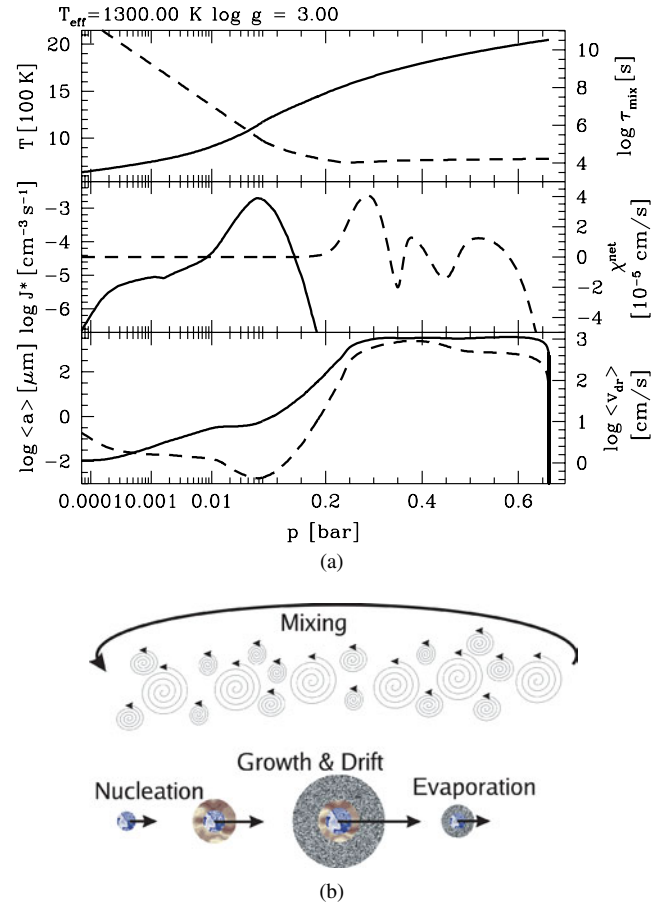 T_eff=1300.00 K log g = 3.00
20
15
10
T [100 K]
10
8
6
4
log τ_mix [s]
-3
-4
-5
-6
log J* [cm⁻³ s⁻¹]
4
2
0
-2
-4
χ^net
[10⁻⁵ cm/s]
2
0
-2
log <a> [μm]
3
2
1
0
log <v_dr>
[cm/s]
0.0001 0.001 0.01 0.2 0.4 0.6
p [bar]
(a)
Mixing
Growth & Drift
Nucleation
Evaporation
(b)